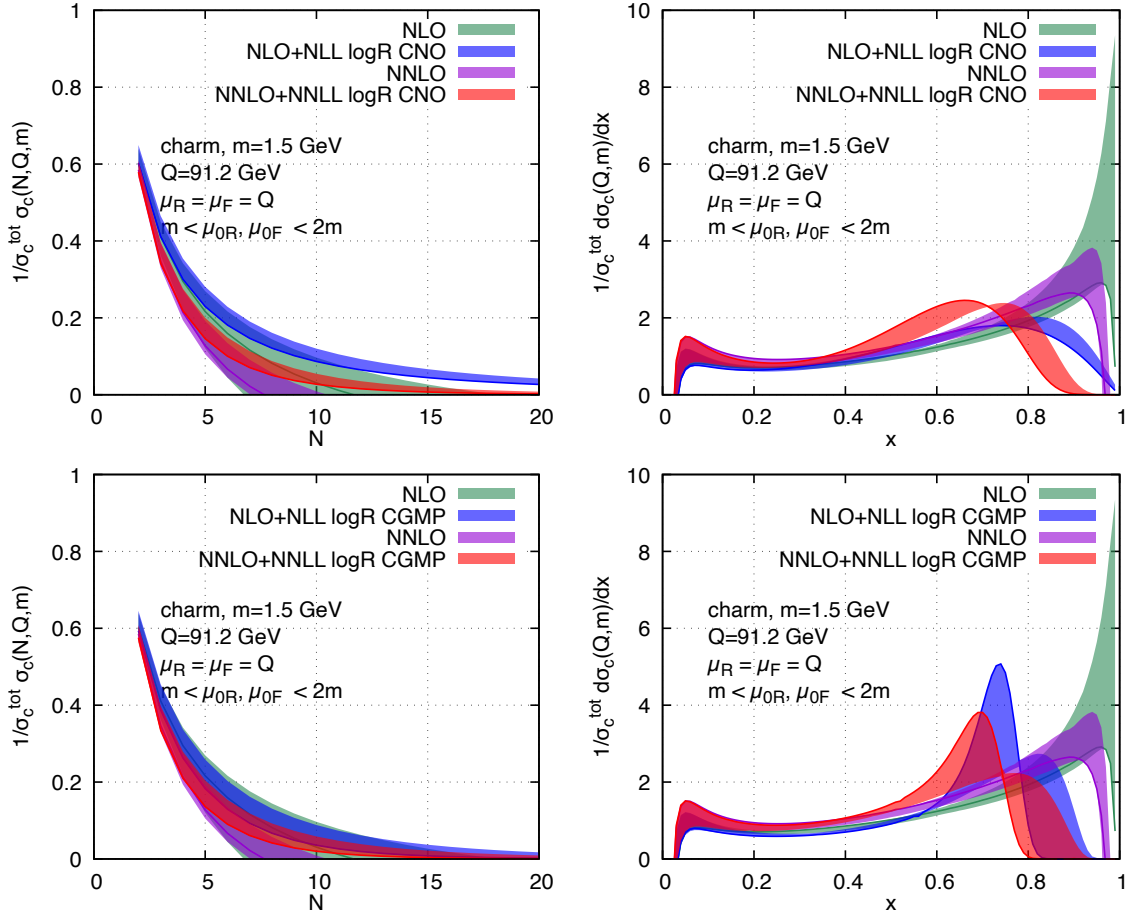 NLO
NLO+NLL logR CNO
NNLO
NNLO+NNLL logR CNO
charm, m=1.5 GeV
Q=91.2 GeV
μR = μF = Q
m < μ0R, μ0F < 2m
1/σc^tot σc(N,Q,m)
0 0.2 0.4 0.6 0.8 1
0 5 10 15 20
N
NLO
NLO+NLL logR CNO
NNLO
NNLO+NNLL logR CNO
charm, m=1.5 GeV
Q=91.2 GeV
μR = μF = Q
m < μ0R, μ0F < 2m
1/σc^tot dσc(Q,m)/dx
0 2 4 6 8 10
0 0.2 0.4 0.6 0.8 1
x
NLO
NLO+NLL logR CGMP
NNLO
NNLO+NNLL logR CGMP
charm, m=1.5 GeV
Q=91.2 GeV
μR = μF = Q
m < μ0R, μ0F < 2m
1/σc^tot σc(N,Q,m)
0 0.2 0.4 0.6 0.8 1
0 5 10 15 20
N
NLO
NLO+NLL logR CGMP
NNLO
NNLO+NNLL logR CGMP
charm, m=1.5 GeV
Q=91.2 GeV
μR = μF = Q
m < μ0R, μ0F < 2m
1/σc^tot dσc(Q,m)/dx
0 2 4 6 8 10
0 0.2 0.4 0.6 0.8 1
x